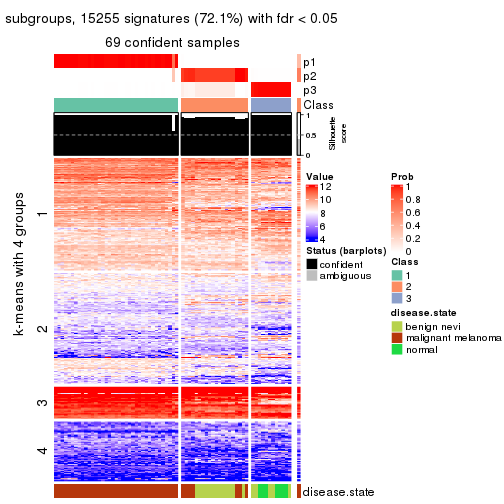 subgroups, 15255 signatures (72.1%) with fdr < 0.05
69 confident samples
p1
p2
p3
Class
1
0.5
0
Silhouette
score
k-means with 4 groups
1
2
3
4
disease.state
Value
12
10
8
6
4
Status (barplots)
confident
ambiguous
Prob
1
0.8
0.6
0.4
0.2
0
Class
1
2
3
disease.state
benign nevi
malignant melanoma
normal